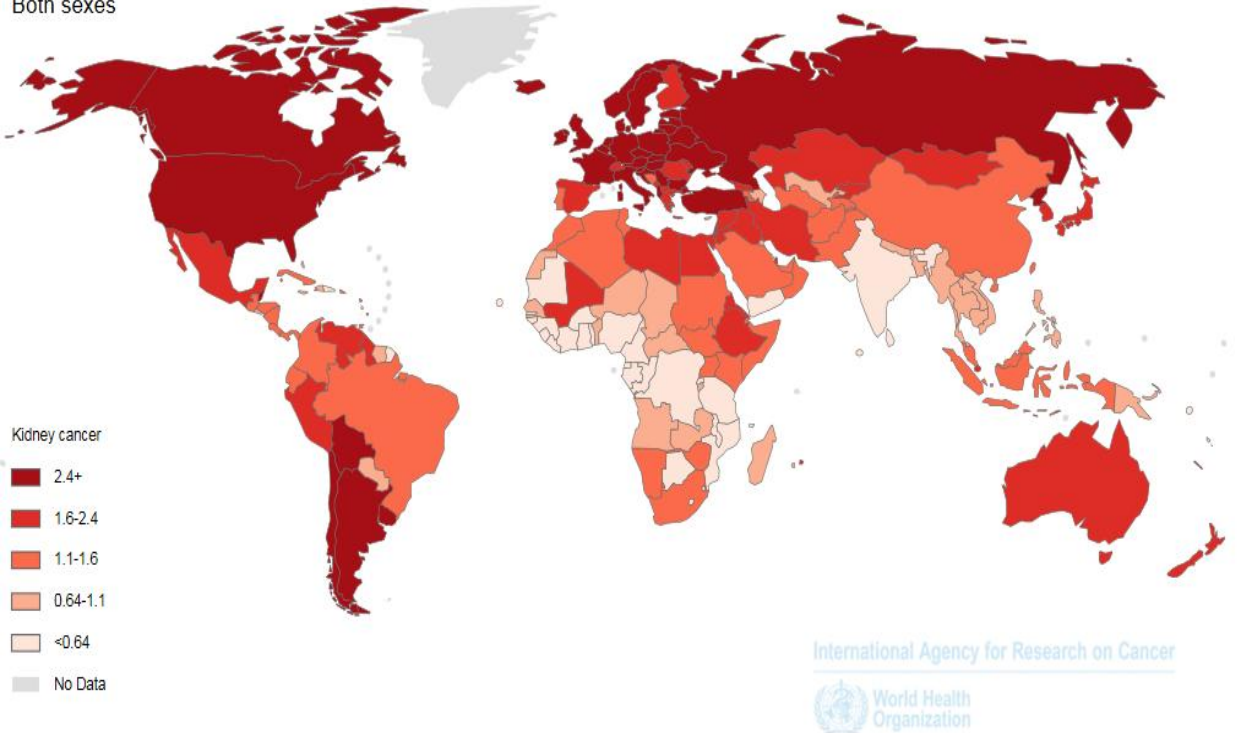 Both sexes
Kidney cancer
2.4+
1.6-2.4
1.1-1.6
0.64-1.1
<0.64
No Data
International Agency for Research on Cancer
World Health
Organization